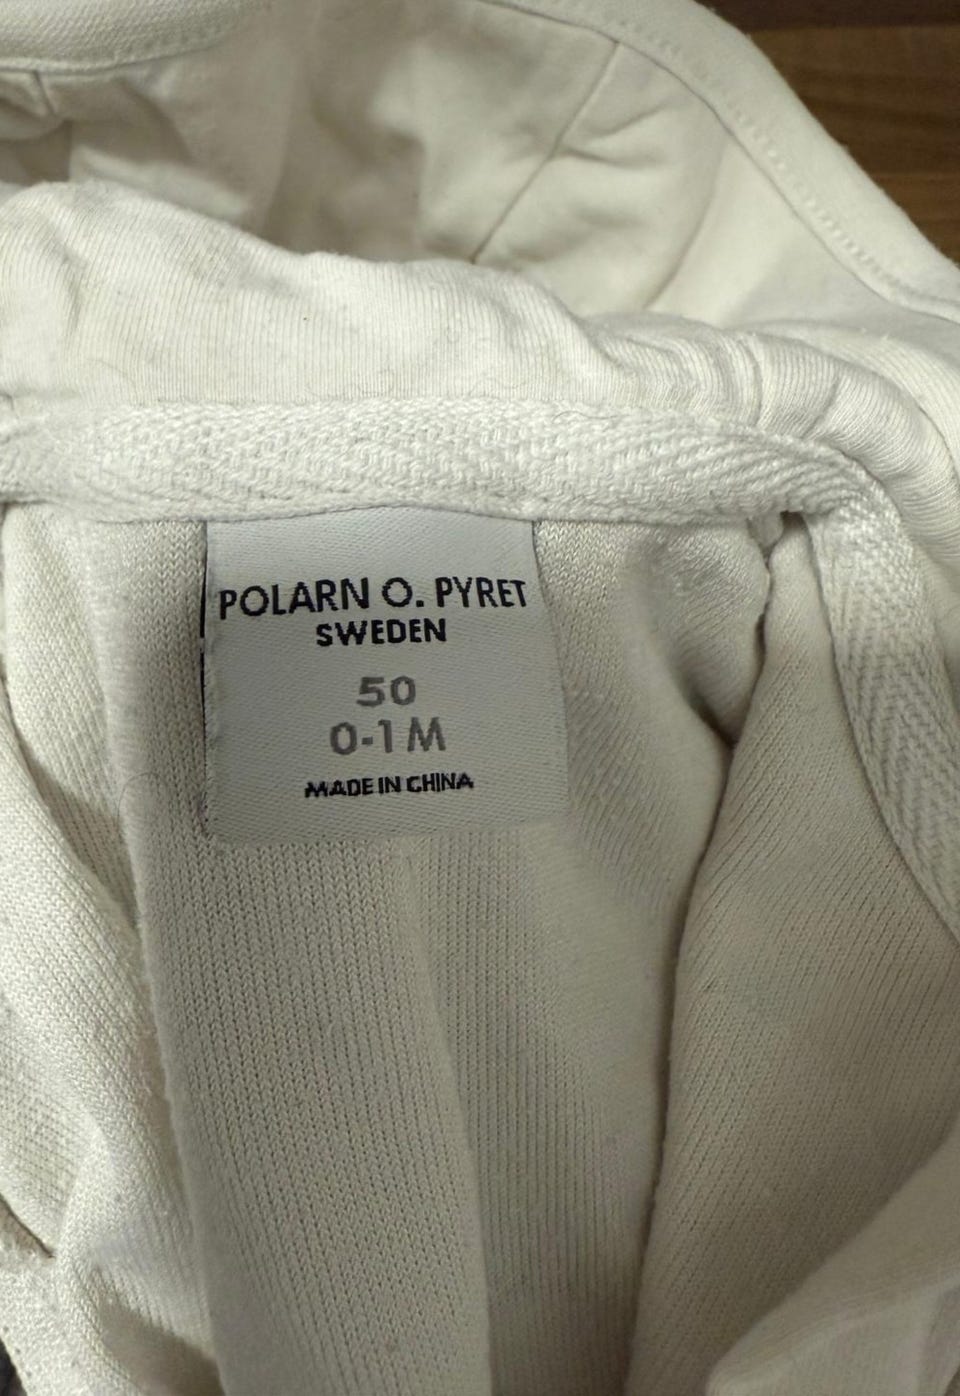 POLARN O. PYRET
SWEDEN
50
0-1M
MADE IN CHINA